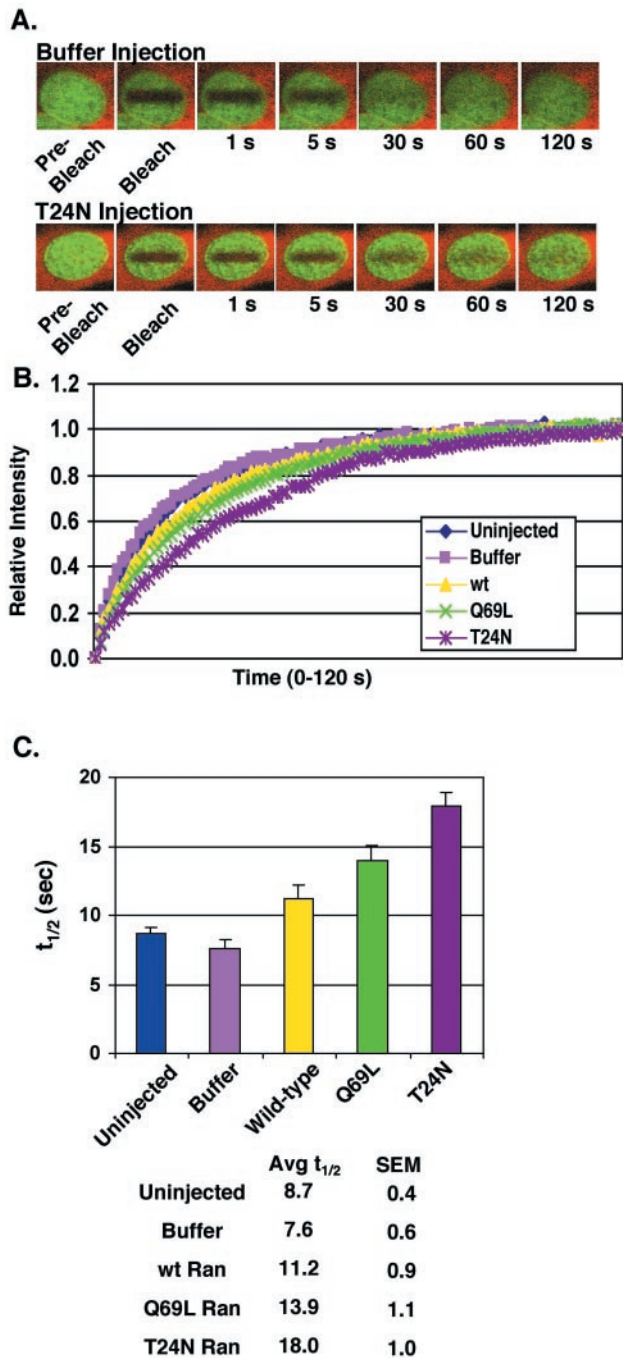 A.
Buffer Injection
Pre-Bleach Bleach 1 s 5 s 30 s 60 s 120 s
T24N Injection
Pre-Bleach Bleach 1 s 5 s 30 s 60 s 120 s
B.
1.2
1.0
0.8
0.6
0.4
0.2
0.0
Relative Intensity
Uninjected
Buffer
wt
Q69L
T24N
Time (0-120 s)
C.
20
15
10
5
0
t1/2 (sec)
Uninjected Buffer Wild-type Q69L T24N
Avg t1/2 SEM
Uninjected 8.7 0.4
Buffer 7.6 0.6
wt Ran 11.2 0.9
Q69L Ran 13.9 1.1
T24N Ran 18.0 1.0